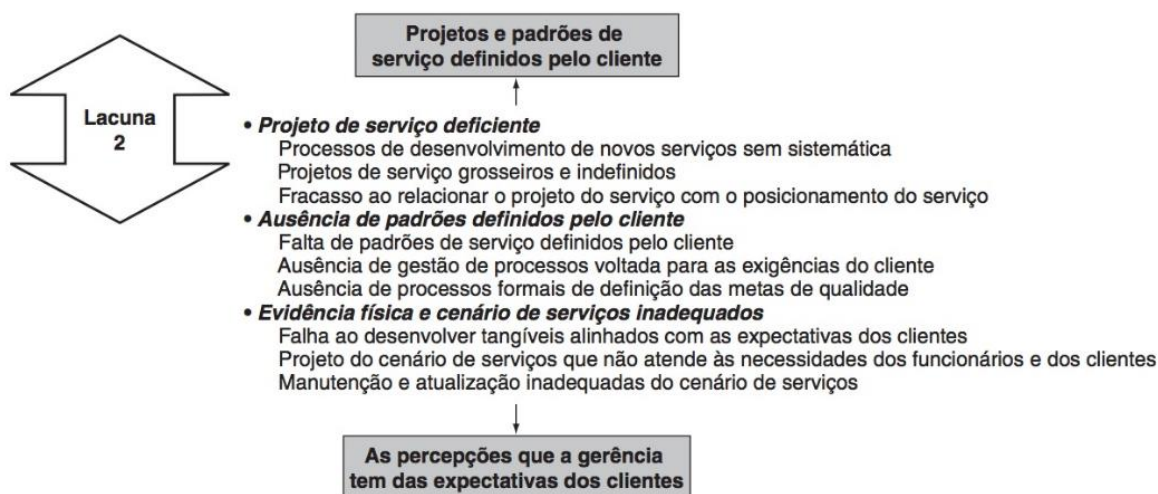 Projetos e padrões de
serviço definidos pelo cliente
Lacuna
2
• Projeto de serviço deficiente
Processos de desenvolvimento de novos serviços sem sistemática
Projetos de serviço grosseiros e indefinidos
Fracasso ao relacionar o projeto do serviço com o posicionamento do serviço
• Ausência de padrões definidos pelo cliente
Falta de padrões de serviço definidos pelo cliente
Ausência de gestão de processos voltada para as exigências do cliente
Ausência de processos formais de definição das metas de qualidade
• Evidência física e cenário de serviços inadequados
Falha ao desenvolver tangíveis alinhados com as expectativas dos clientes
Projeto do cenário de serviços que não atende às necessidades dos funcionários e dos clientes
Manutenção e atualização inadequadas do cenário de serviços
As percepções que a gerência
tem das expectativas dos clientes